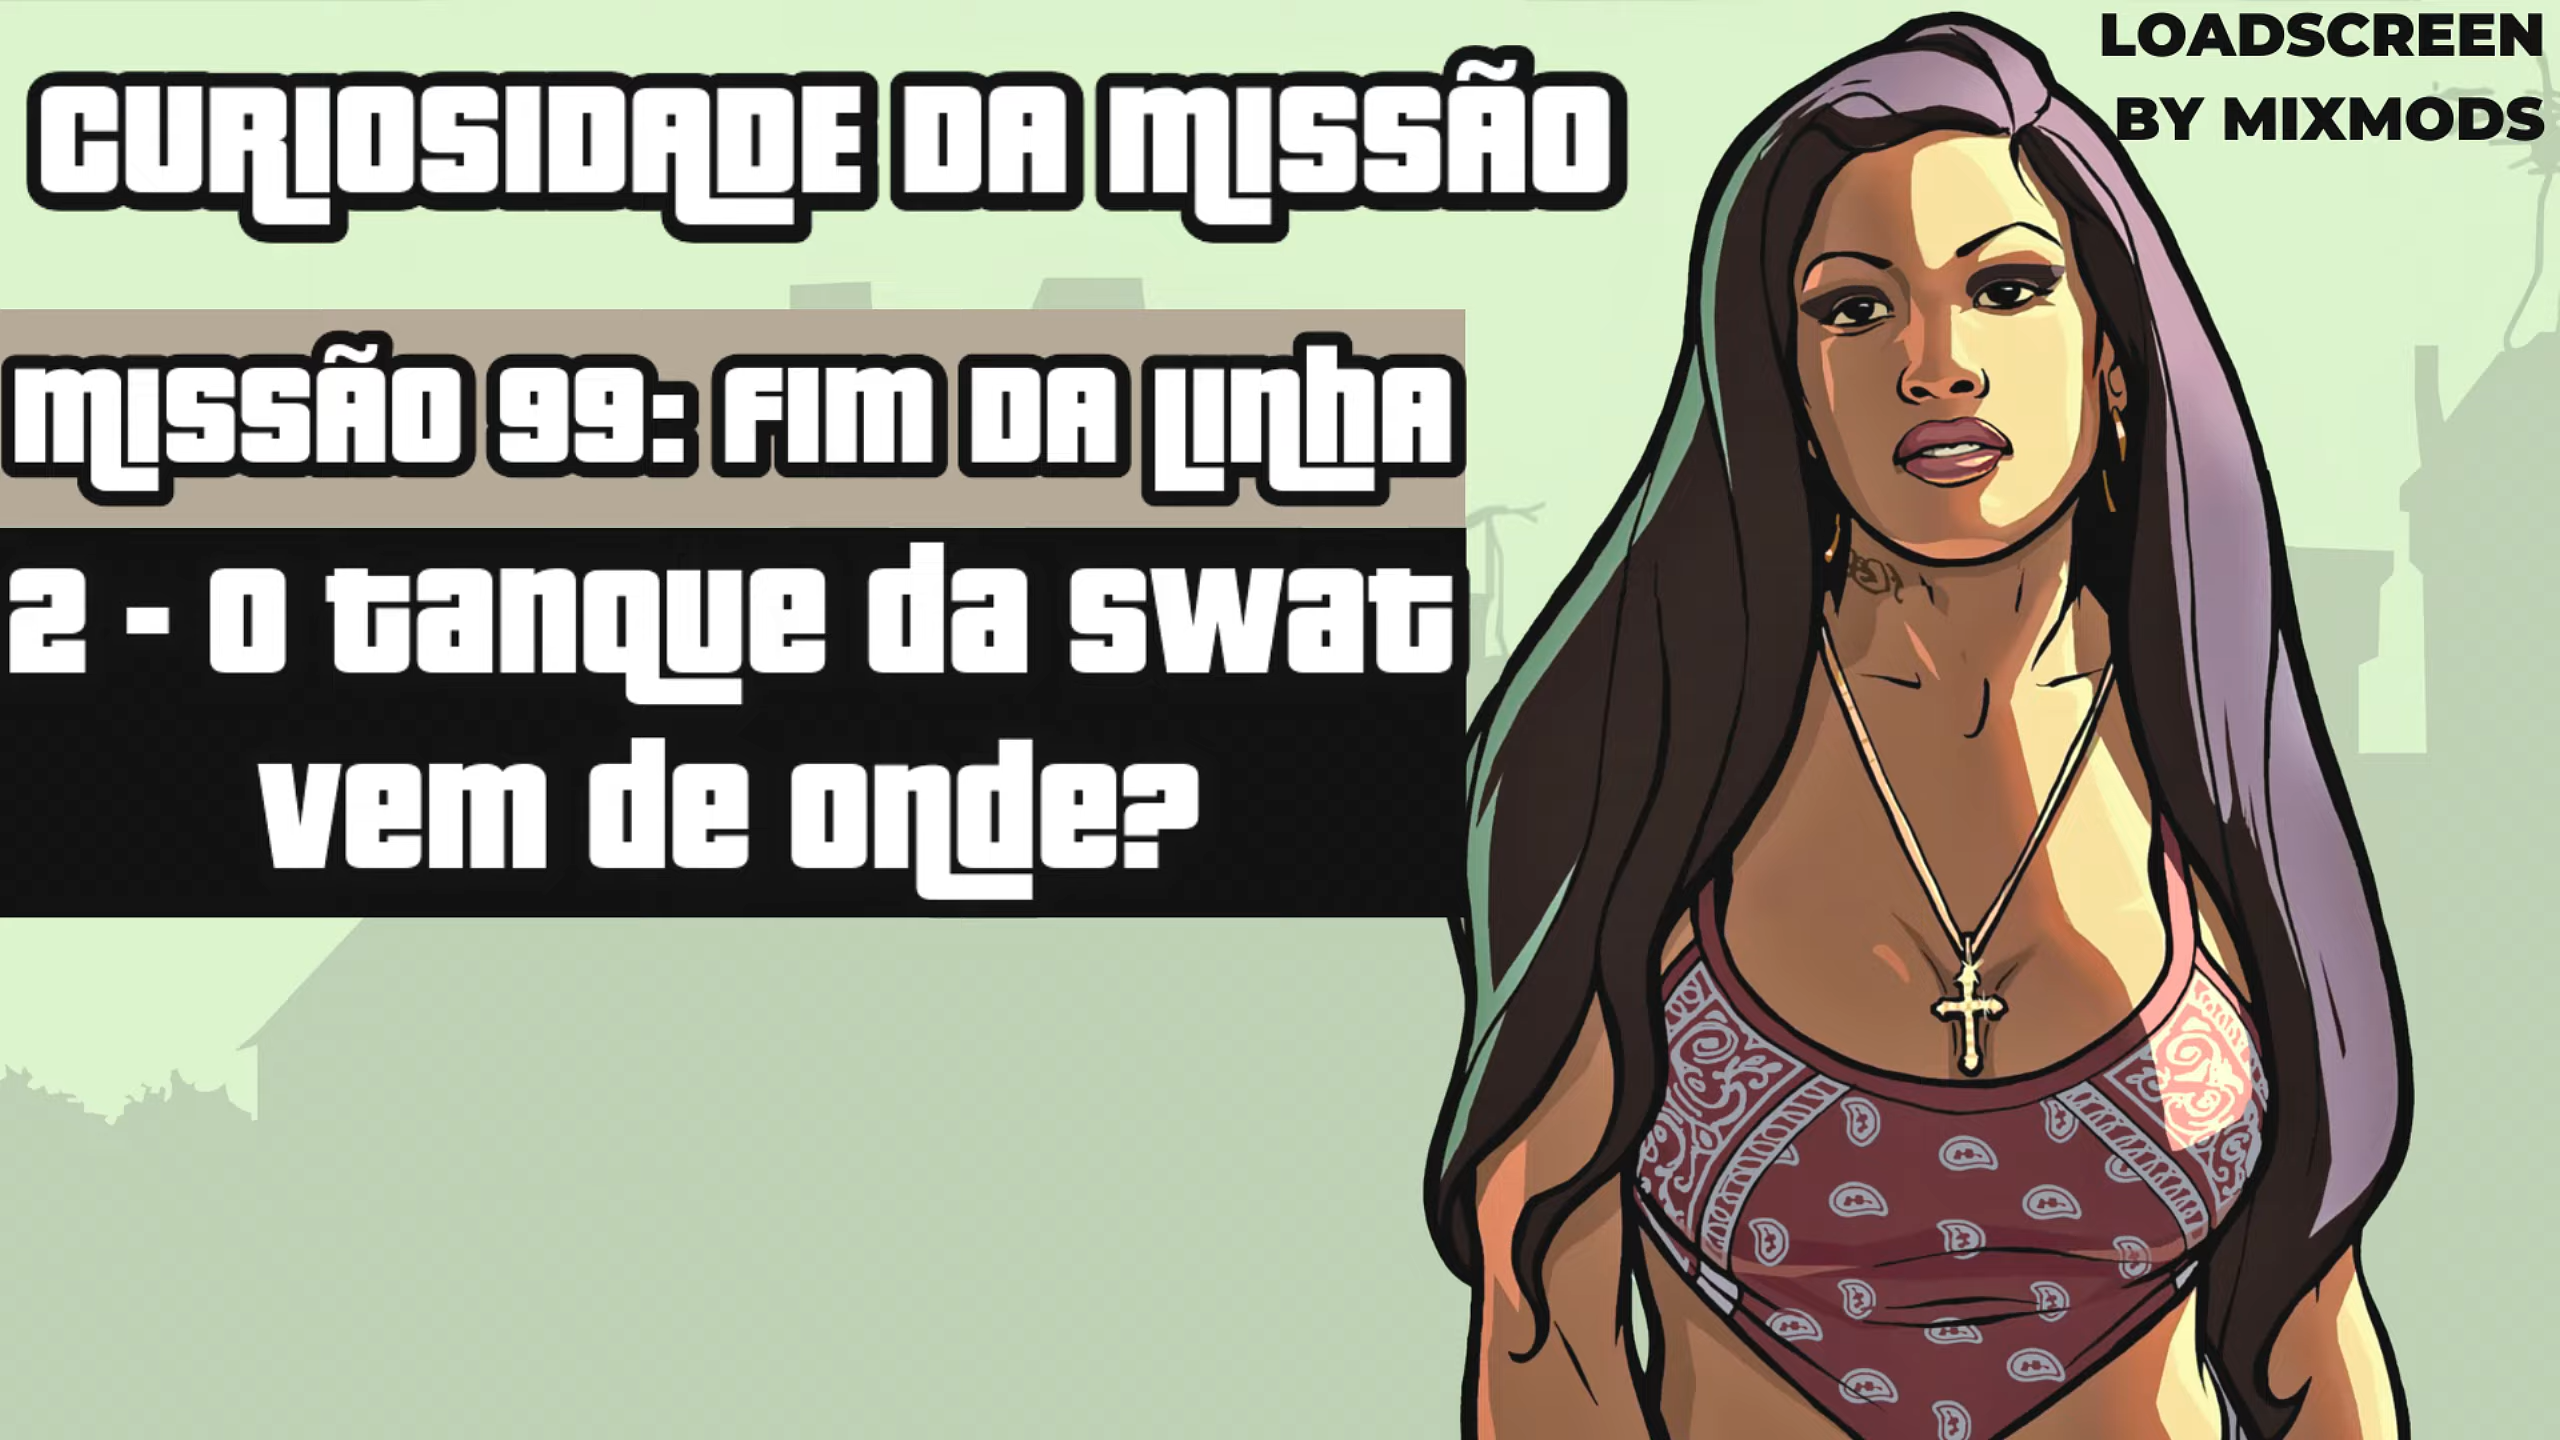 CURIOSIDADE DA MISSÃO
LOADSCREEN
BY MIXMODS
MISSÃO 99: FIM DA LINHA
2 - O tanque da swat
vem de onde?